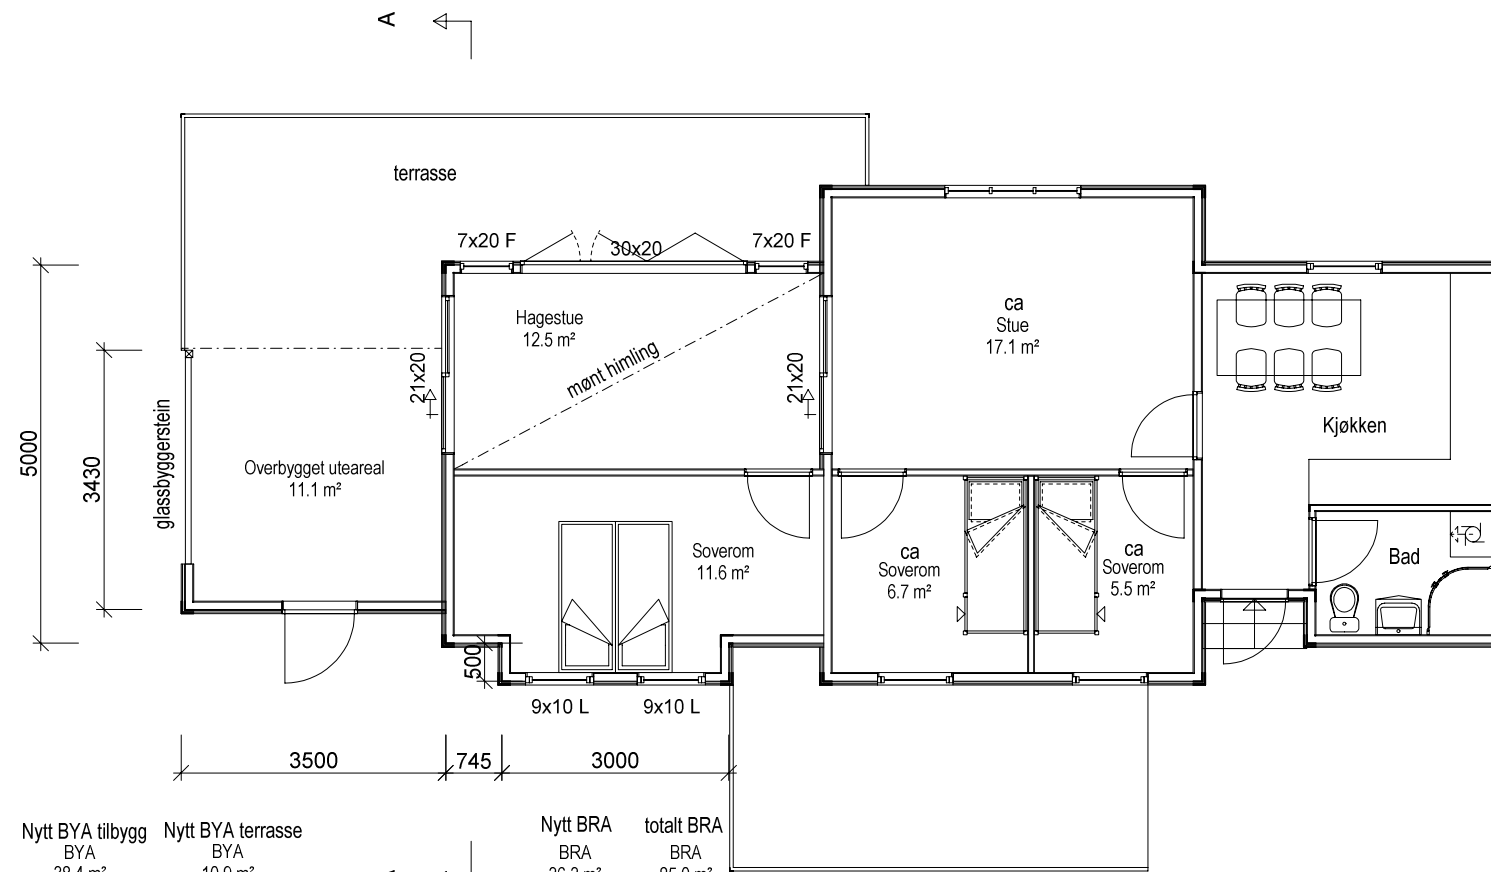 A
terrasse
7x20 F
30x20
7x20 F
Hagestue
12.5 m²
mønt himling
21x20
21x20
ca
Stue
17.1 m²
Kjøkken
5000
3430
glassbyggerstein
Overbygget uteareal
11.1 m²
Soverom
11.6 m²
ca
Soverom
6.7 m²
ca
Soverom
5.5 m²
Bad
500
9x10 L
9x10 L
3500
745
3000
Nytt BYA tilbygg
BYA
Nytt BYA terrasse
BYA
Nytt BRA
BRA
totalt BRA
BRA